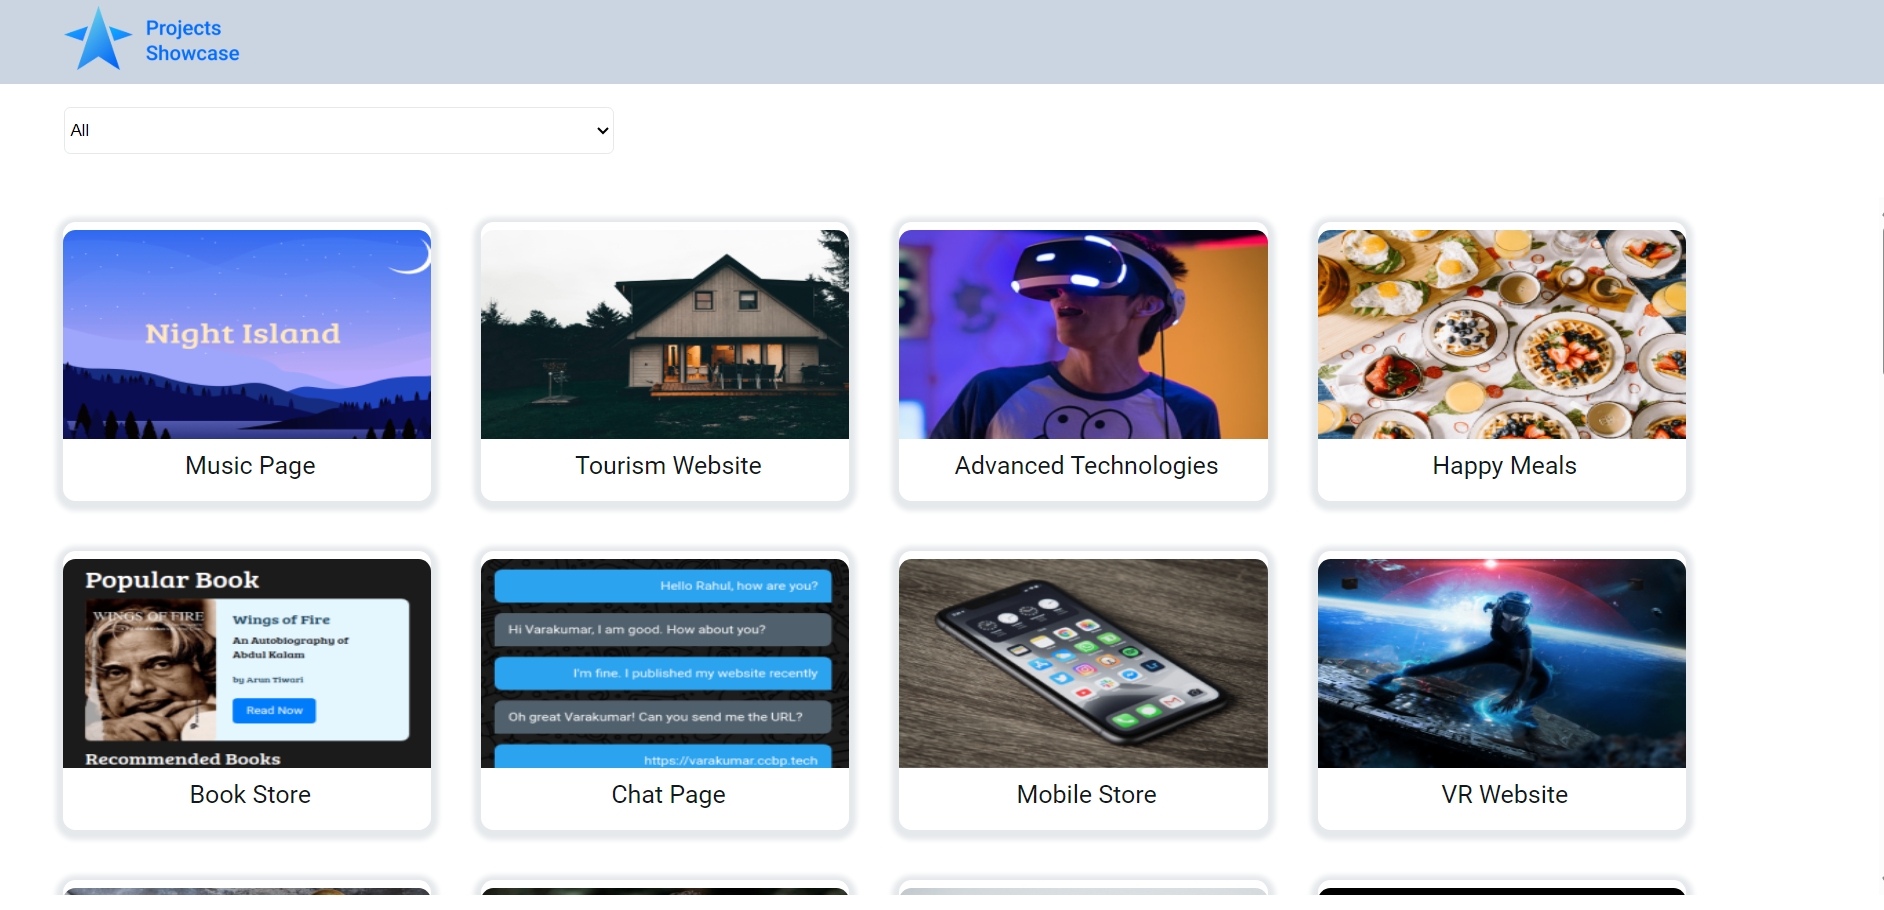 Projects
Showcase
All
Night Island
Music Page
Tourism Website
Advanced Technologies
Happy Meals
Popular Book
WINGS OF FIRE
Wings of Fire
An Autobiography of
Abdul Kalam
by Arun Tiwari
Read Now
Recommended Books
Book Store
Hello Rahul, how are you?
Hi Varakumar, I am good. How about you?
I'm fine. I published my website recently
Oh great Varakumar! Can you send me the URL?
https://varakumar.ccbp.tech
Chat Page
Mobile Store
VR Website